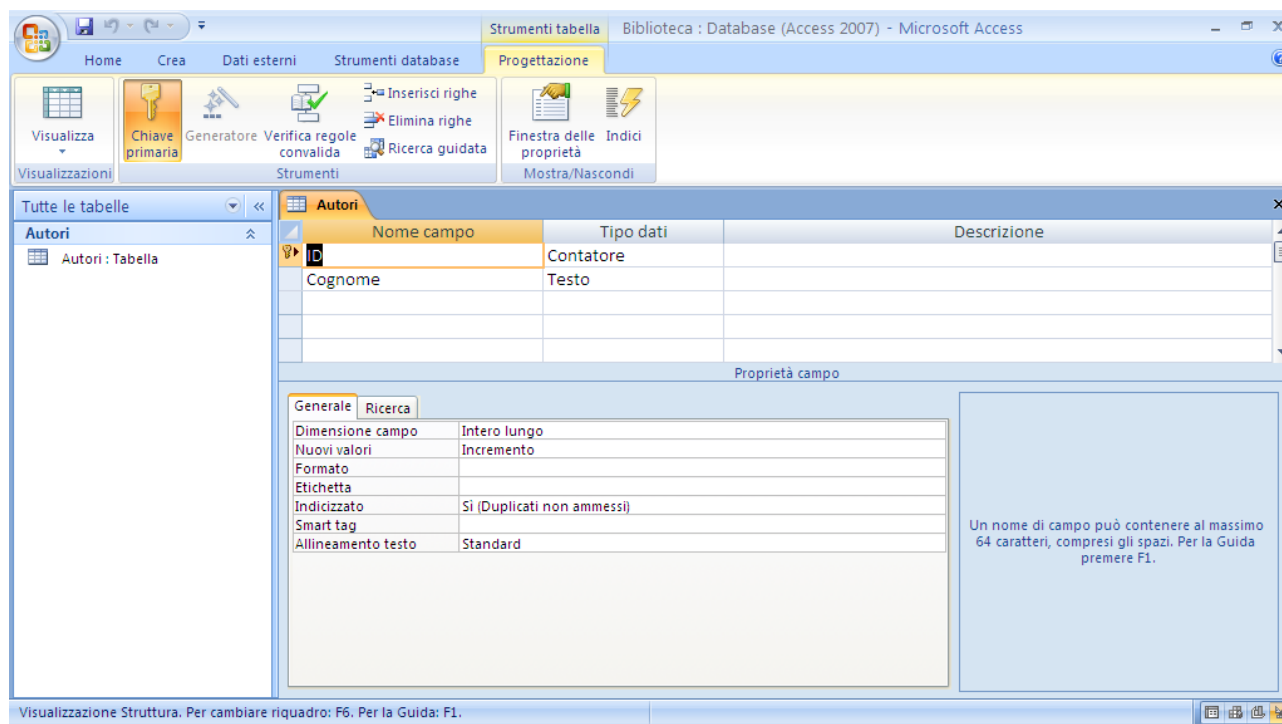 Strumenti tabella Biblioteca : Database (Access 2007) - Microsoft Access
Home Crea Dati esterni Strumenti database Progettazione
Visualizza
Chiave primaria
Generatore
Verifica regole convalida
Inserisci righe
Elimina righe
Ricerca guidata
Finestra delle proprietà
Indici
Visualizzazioni Strumenti Mostra/Nascondi
Tutte le tabelle
Autori
Autori : Tabella
Autori
Nome campo Tipo dati Descrizione
ID Contatore
Cognome Testo
Proprietà campo
Generale Ricerca
Dimensione campo Intero lungo
Nuovi valori Incremento
Formato
Etichetta
Indicizzato Sì (Duplicati non ammessi)
Smart tag
Allineamento testo Standard
Un nome di campo può contenere al massimo
64 caratteri, compresi gli spazi. Per la Guida
premere F1.
Visualizzazione Struttura. Per cambiare riquadro: F6. Per la Guida: F1.